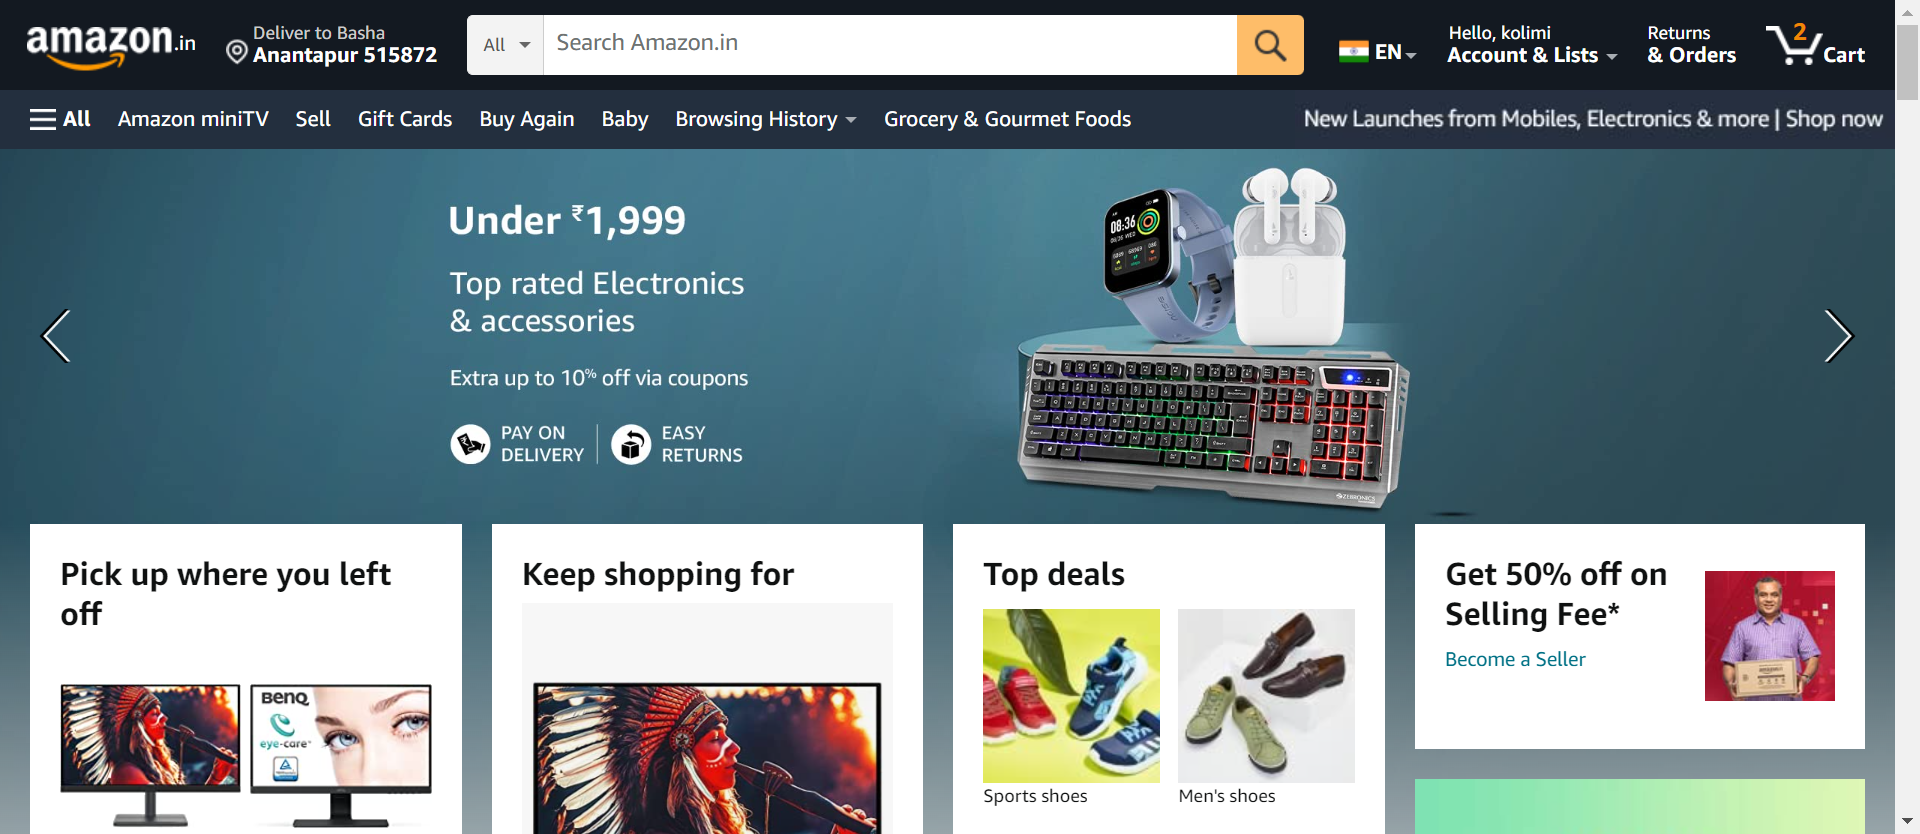 amazon.in
Deliver to Basha
Anantapur 515872
All
Search Amazon.in
EN
Hello, kolimi
Account & Lists
Returns
& Orders
2
Cart
All
Amazon miniTV
Sell
Gift Cards
Buy Again
Baby
Browsing History
Grocery & Gourmet Foods
New Launches from Mobiles, Electronics & more | Shop now
Under ₹1,999
Top rated Electronics
& accessories
Extra up to 10% off via coupons
PAY ON
DELIVERY
EASY
RETURNS
08:36
ZEBRONICS
Pick up where you left
off
BENQ
eye-care
Keep shopping for
Top deals
Sports shoes
Men's shoes
Get 50% off on
Selling Fee*
Become a Seller